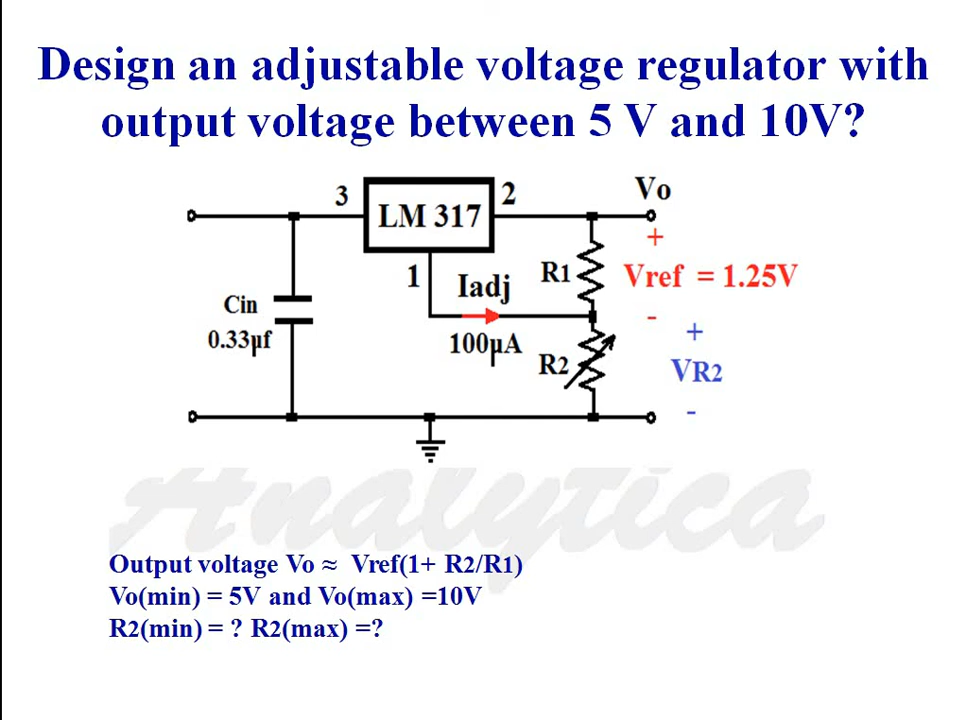 Design an adjustable voltage regulator with
output voltage between 5 V and 10V?
3
LM 317
2
Vo
+
1
Iadj
R1
Vref = 1.25V
-
Cin
0.33µf
100µA
R2
+
VR2
-
Analytica
Output voltage Vo ≈ Vref(1+ R2/R1)
Vo(min) = 5V and Vo(max) =10V
R2(min) = ? R2(max) =?